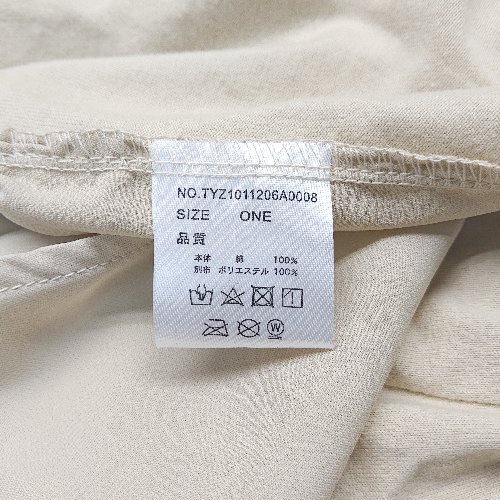 NO.TYZ1011206A0008
SIZE ONE
品質
本体 綿 100%
別布 ポリエステル 100%
W